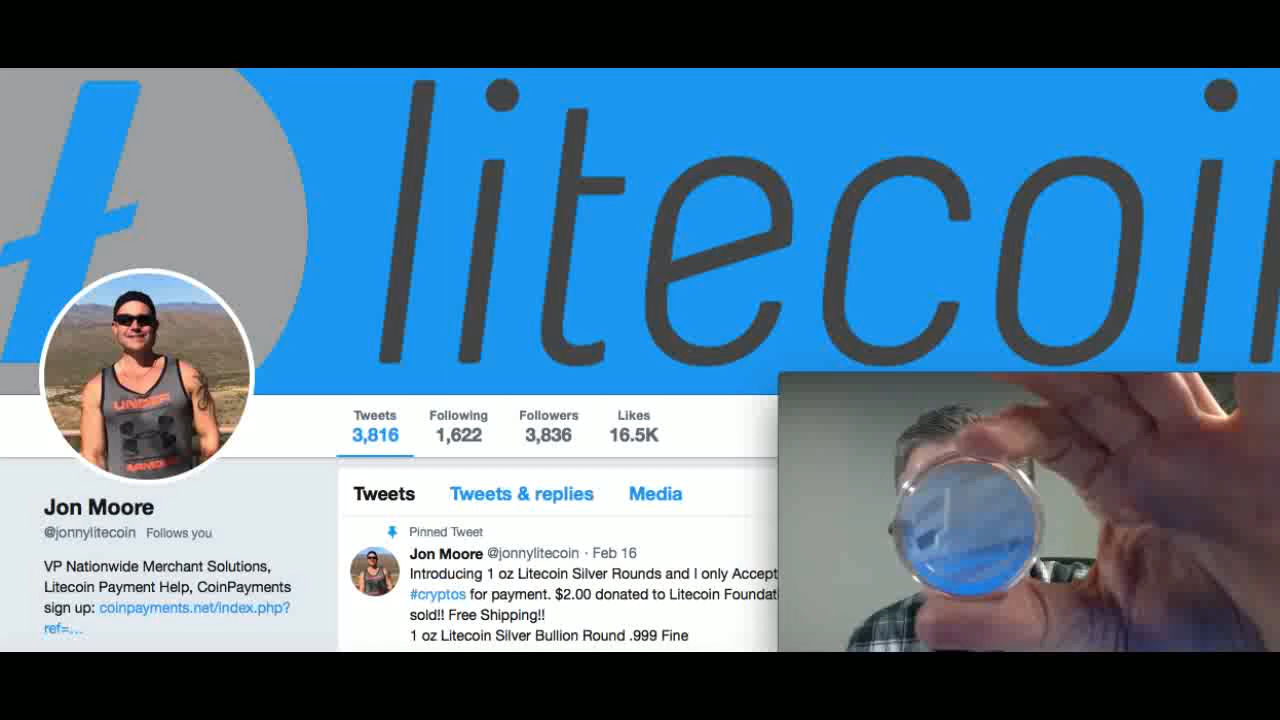 litecoi
UNDER
ARMOUR
Tweets Following Followers Likes
3,816 1,622 3,836 16.5K
Jon Moore
@jonnylitecoin Follows you
VP Nationwide Merchant Solutions,
Litecoin Payment Help, CoinPayments
sign up: coinpayments.net/index.php?
ref=...
Tweets Tweets & replies Media
Pinned Tweet
Jon Moore @jonnylitecoin · Feb 16
Introducing 1 oz Litecoin Silver Rounds and I only Accept
#cryptos for payment. $2.00 donated to Litecoin Foundat
sold!! Free Shipping!!
1 oz Litecoin Silver Bullion Round .999 Fine